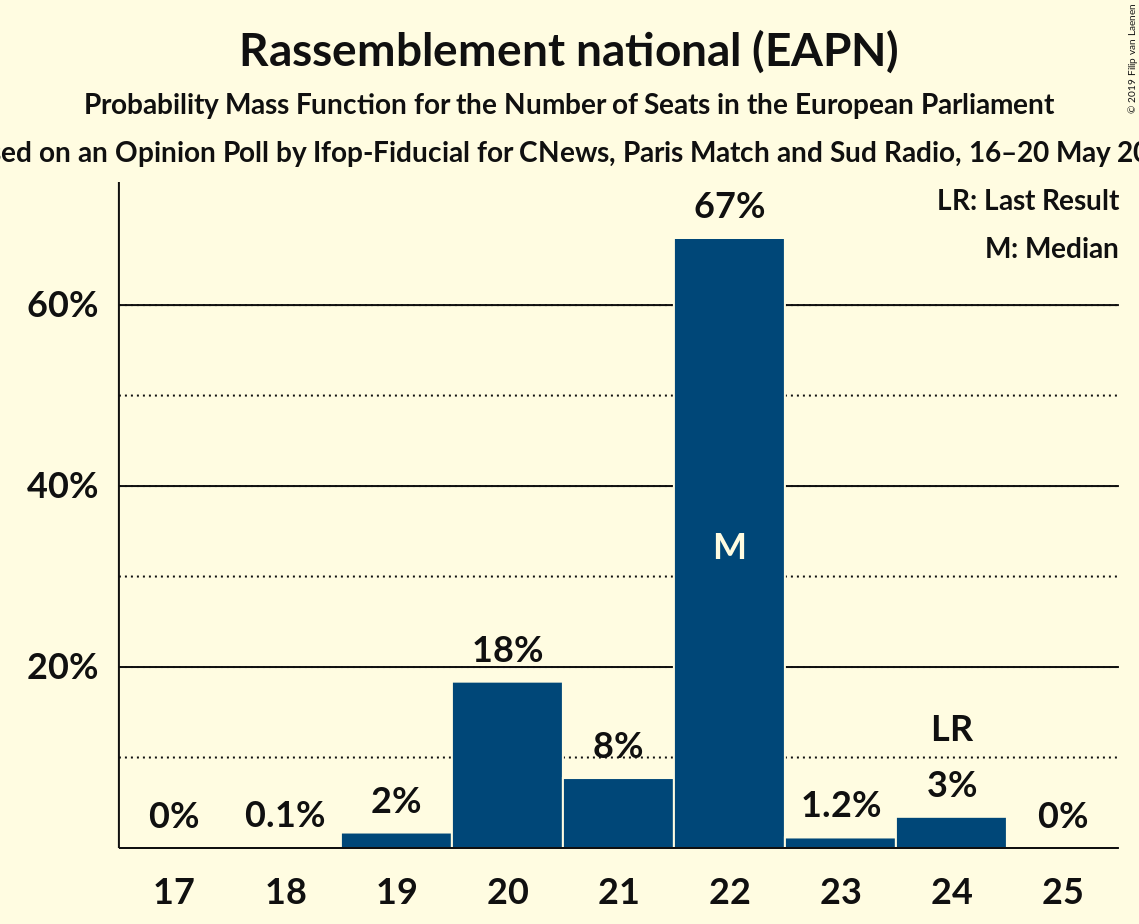 Rassemblement national (EAPN)
Probability Mass Function for the Number of Seats in the European Parliament
on an Opinion Poll by Ifop-Fiducial for CNews, Paris Match and Sud Radio, 16–20 May
© 2019 Filip van Laenen
LR: Last Result
M: Median
67%
60%
40%
M
20%
18%
8%
LR
3%
2%
1.2%
0%
0.1%
0%
17 18 19 20 21 22 23 24 25